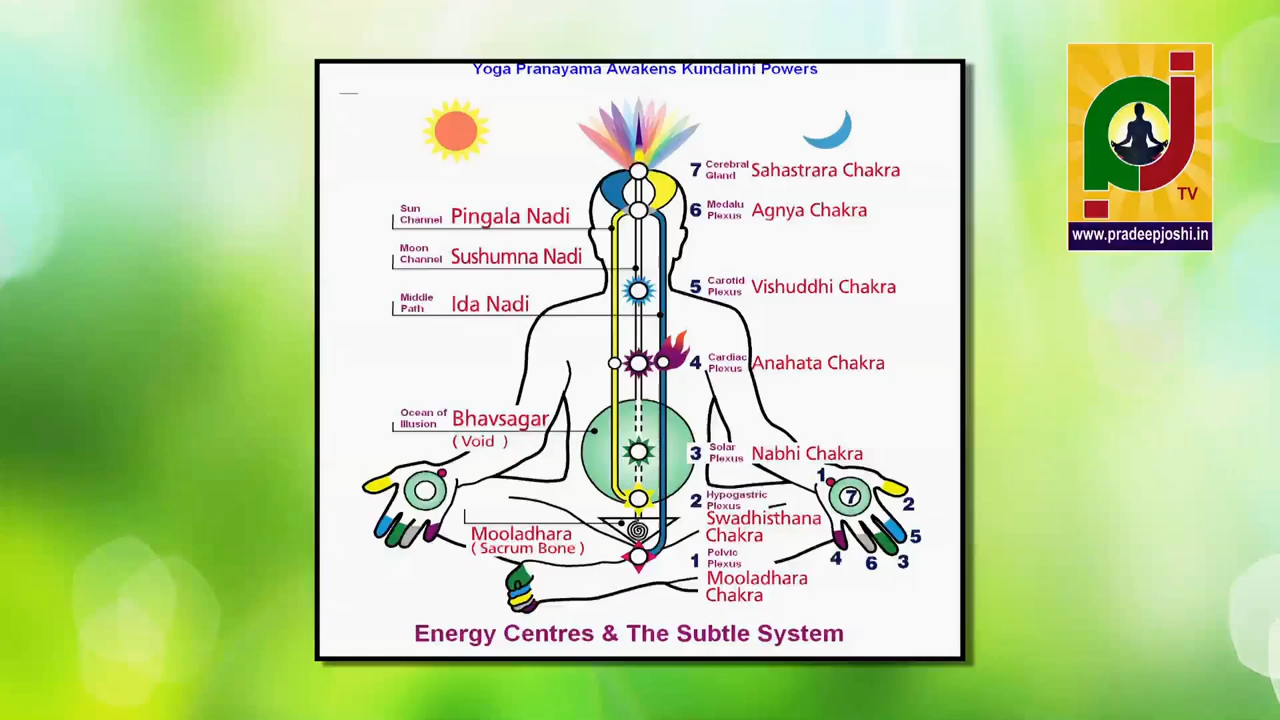 Yoga Pranayama Awakens Kundalini Powers
TV
www.pradeepjoshi.in
7 Cerebral Gland Sahastrara Chakra
6 Medalu Plexus Agnya Chakra
Sun Channel Pingala Nadi
Moon Channel Sushumna Nadi
5 Carotid Plexus Vishuddhi Chakra
Middle Path Ida Nadi
4 Cardiac Plexus Anahata Chakra
Ocean of Illusion Bhavsagar
( Void )
3 Solar Plexus Nabhi Chakra
2 Hypogastric Plexus
Swadhisthana
Chakra
Mooladhara
( Sacrum Bone )
1 Pelvic Plexus
Mooladhara
Chakra
1
7
2
5
4
6
3
Energy Centres & The Subtle System